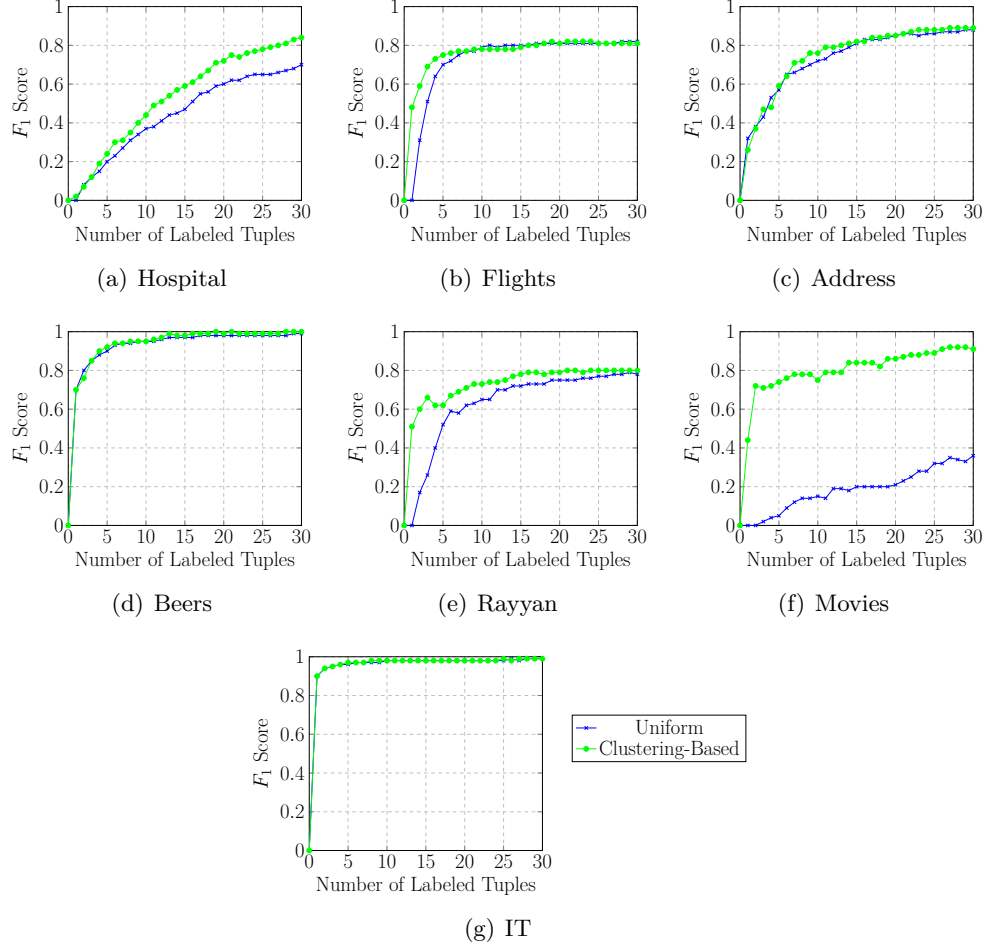 1
0.8
0.6
0.4
0.2
0
0 5 10 15 20 25 30
F1 Score
Number of Labeled Tuples
(a) Hospital
1
0.8
0.6
0.4
0.2
0
0 5 10 15 20 25 30
F1 Score
Number of Labeled Tuples
(b) Flights
1
0.8
0.6
0.4
0.2
0
0 5 10 15 20 25 30
F1 Score
Number of Labeled Tuples
(c) Address
1
0.8
0.6
0.4
0.2
0
0 5 10 15 20 25 30
F1 Score
Number of Labeled Tuples
(d) Beers
1
0.8
0.6
0.4
0.2
0
0 5 10 15 20 25 30
F1 Score
Number of Labeled Tuples
(e) Rayyan
1
0.8
0.6
0.4
0.2
0
0 5 10 15 20 25 30
F1 Score
Number of Labeled Tuples
(f) Movies
1
0.8
0.6
0.4
0.2
0
0 5 10 15 20 25 30
F1 Score
Number of Labeled Tuples
(g) IT
Uniform
Clustering-Based